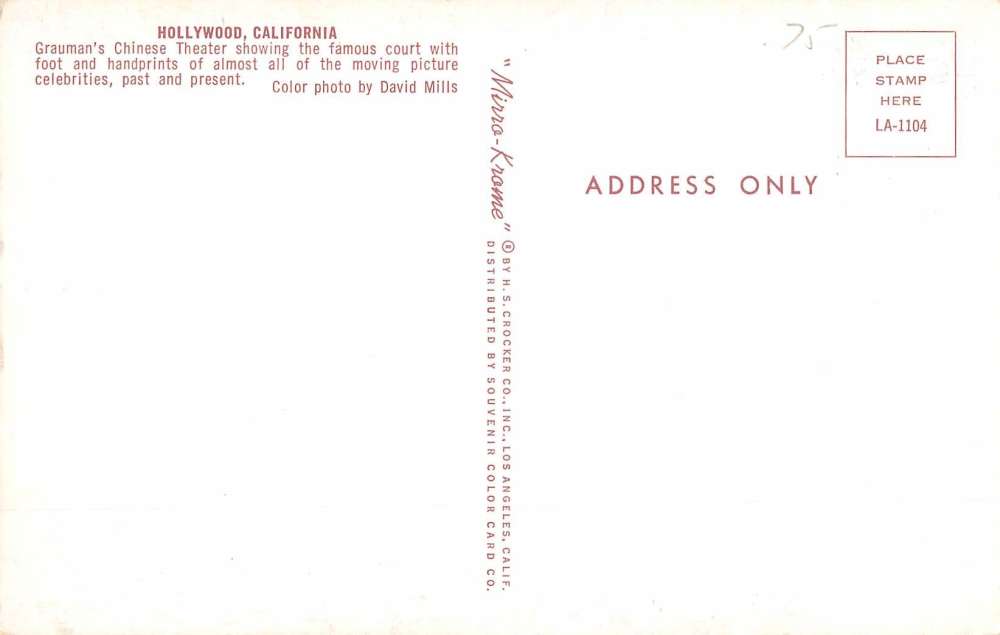 HOLLYWOOD, CALIFORNIA
Grauman's Chinese Theater showing the famous court with
foot and handprints of almost all of the moving picture
celebrities, past and present.
Color photo by David Mills
"Mirro-Krome" ® BY H. S. CROCKER CO., INC., LOS ANGELES, CALIF.
DISTRIBUTED BY SOUVENIR COLOR CARD CO.
75
PLACE
STAMP
HERE
LA-1104
ADDRESS ONLY